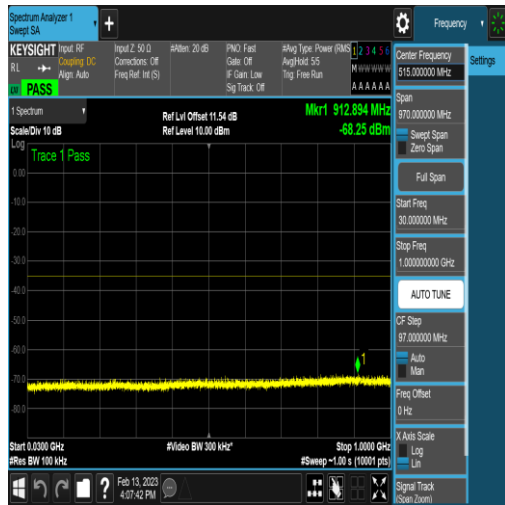 Spectrum Analyzer 1
Swept SA
+
Frequency
KEYSIGHT
Input: RF
Coupling: DC
Align: Auto
RL
PASS
Input Z: 50 Ω
Corrections: Off
Freq Ref: Int (S)
#Atten: 20 dB
PNO: Fast
Gate: Off
IF Gain: Low
Sig Track: Off
#Avg Type: Power (RMS
Avg|Hold: 5/5
Trig: Free Run
1 2 3 4 5 6
M W W W W W
A A A A A A
1 Spectrum
Scale/Div 10 dB
Ref Lvl Offset 11.54 dB
Ref Level 10.00 dBm
Mkr1 912.894 MHz
-68.25 dBm
Log
Trace 1 Pass
0.00
-10.0
-20.0
-30.0
-40.0
-50.0
-60.0
-70.0
-80.0
1
Start 0.0300 GHz
#Res BW 100 kHz
#Video BW 300 kHz*
Stop 1.0000 GHz
#Sweep ~1.00 s (10001 pts)
Feb 13, 2023
4:07:42 PM
?
Center Frequency
515.000000 MHz
Settings
Span
970.000000 MHz
Swept Span
Zero Span
Full Span
Start Freq
30.000000 MHz
Stop Freq
1.000000000 GHz
AUTO TUNE
CF Step
97.000000 MHz
Auto
Man
Freq Offset
0 Hz
X Axis Scale
Log
Lin
Signal Track
(Span Zoom)